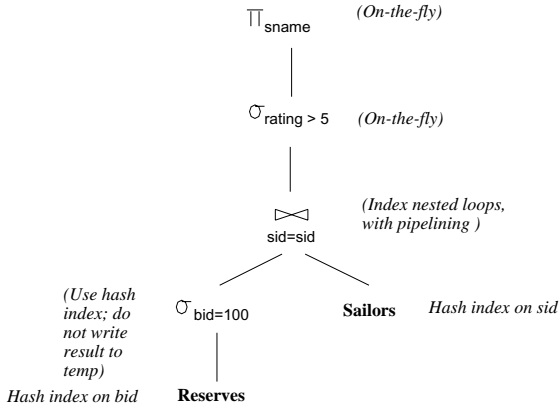 π sname (On-the-fly)
σ rating > 5 (On-the-fly)
⋈ (Index nested loops,
with pipelining )
sid=sid
(Use hash
index; do
not write
result to
temp)
σ bid=100
Sailors Hash index on sid
Hash index on bid Reserves